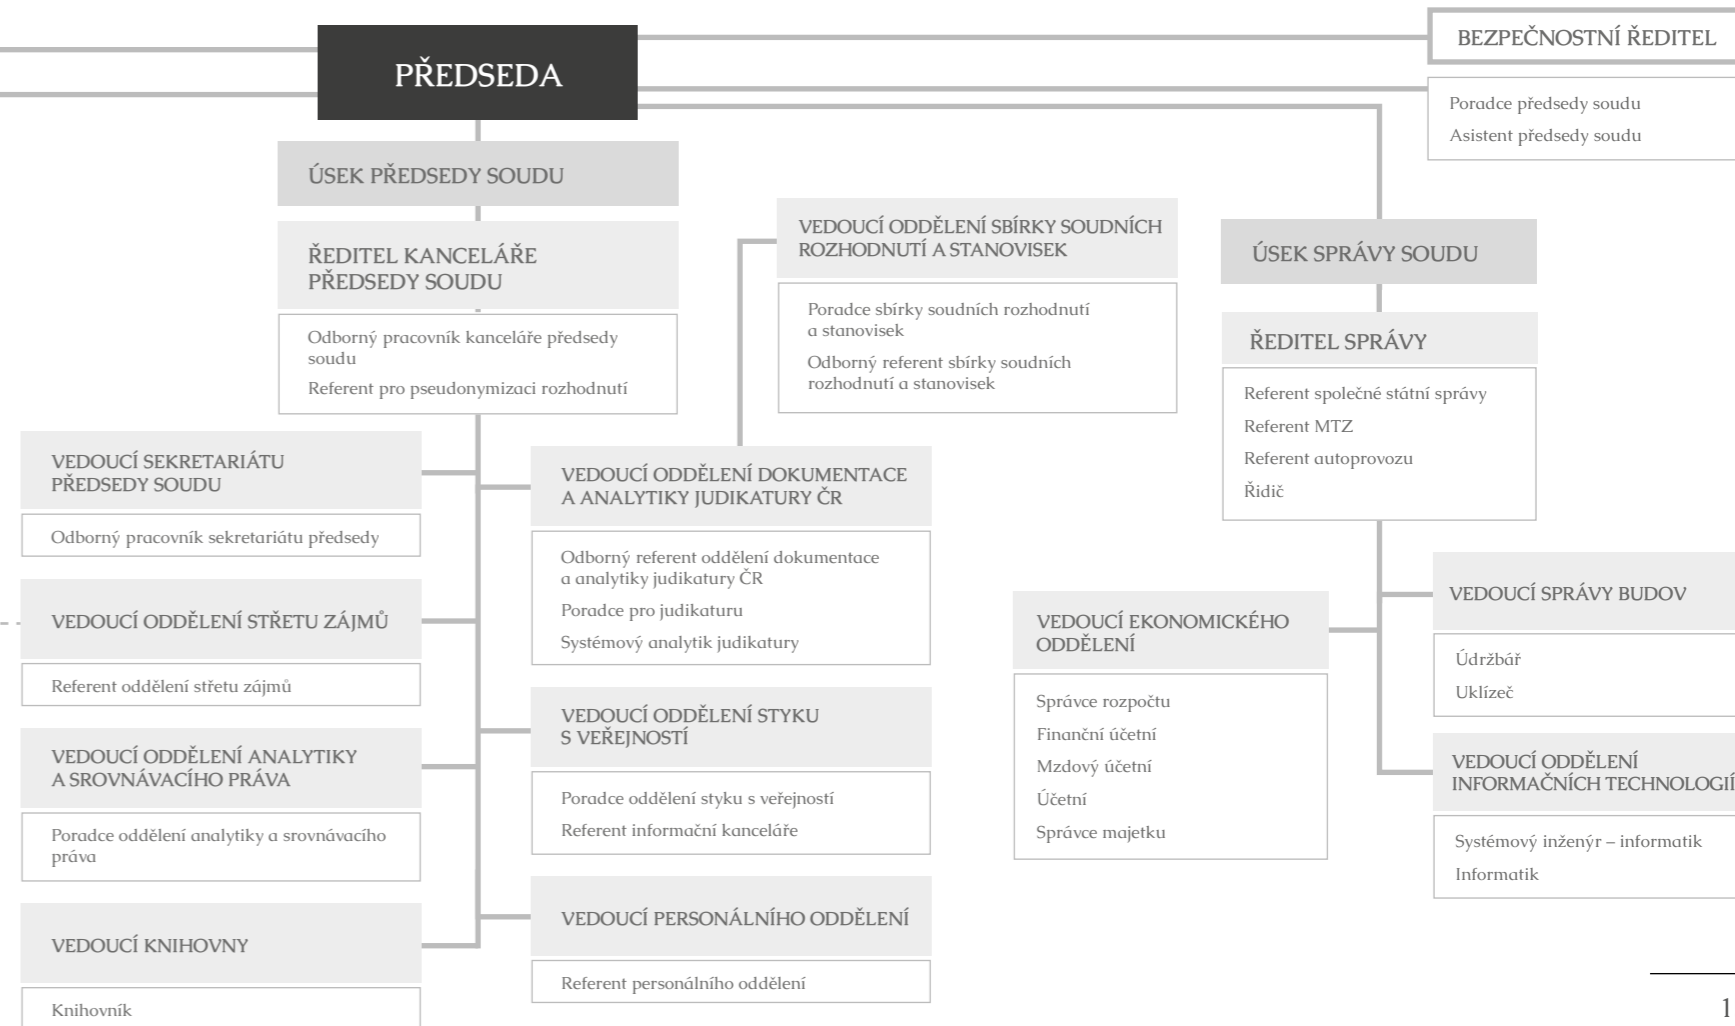 PŘEDSEDA
BEZPEČNOSTNÍ ŘEDITEL
Poradce předsedy soudu
Asistent předsedy soudu
ÚSEK PŘEDSEDY SOUDU
ŘEDITEL KANCELÁŘE
PŘEDSEDY SOUDU
Odborný pracovník kanceláře předsedy
soudu
Referent pro pseudonymizaci rozhodnutí
VEDOUCÍ SEKRETARIÁTU
PŘEDSEDY SOUDU
Odborný pracovník sekretariátu předsedy
VEDOUCÍ ODDĚLENÍ STŘETU ZÁJMŮ
Referent oddělení střetu zájmů
VEDOUCÍ ODDĚLENÍ ANALYTIKY
A SROVNÁVACÍHO PRÁVA
Poradce oddělení analytiky a srovnávacího
práva
VEDOUCÍ KNIHOVNY
Knihovník
VEDOUCÍ ODDĚLENÍ SBÍRKY SOUDNÍCH
ROZHODNUTÍ A STANOVISEK
Poradce sbírky soudních rozhodnutí
a stanovisek
Odborný referent sbírky soudních
rozhodnutí a stanovisek
VEDOUCÍ ODDĚLENÍ DOKUMENTACE
A ANALYTIKY JUDIKATURY ČR
Odborný referent oddělení dokumentace
a analytiky judikatury ČR
Poradce pro judikaturu
Systémový analytik judikatury
VEDOUCÍ ODDĚLENÍ STYKU
S VEŘEJNOSTÍ
Poradce oddělení styku s veřejností
Referent informační kanceláře
VEDOUCÍ PERSONÁLNÍHO ODDĚLENÍ
Referent personálního oddělení
ÚSEK SPRÁVY SOUDU
ŘEDITEL SPRÁVY
Referent společné státní správy
Referent MTZ
Referent autoprovozu
Řidič
VEDOUCÍ EKONOMICKÉHO
ODDĚLENÍ
Správce rozpočtu
Finanční účetní
Mzdový účetní
Účetní
Správce majetku
VEDOUCÍ SPRÁVY BUDOV
Údržbář
Uklízeč
VEDOUCÍ ODDĚLENÍ
INFORMAČNÍCH TECHNOLOGIÍ
Systémový inženýr – informatik
Informatik
1